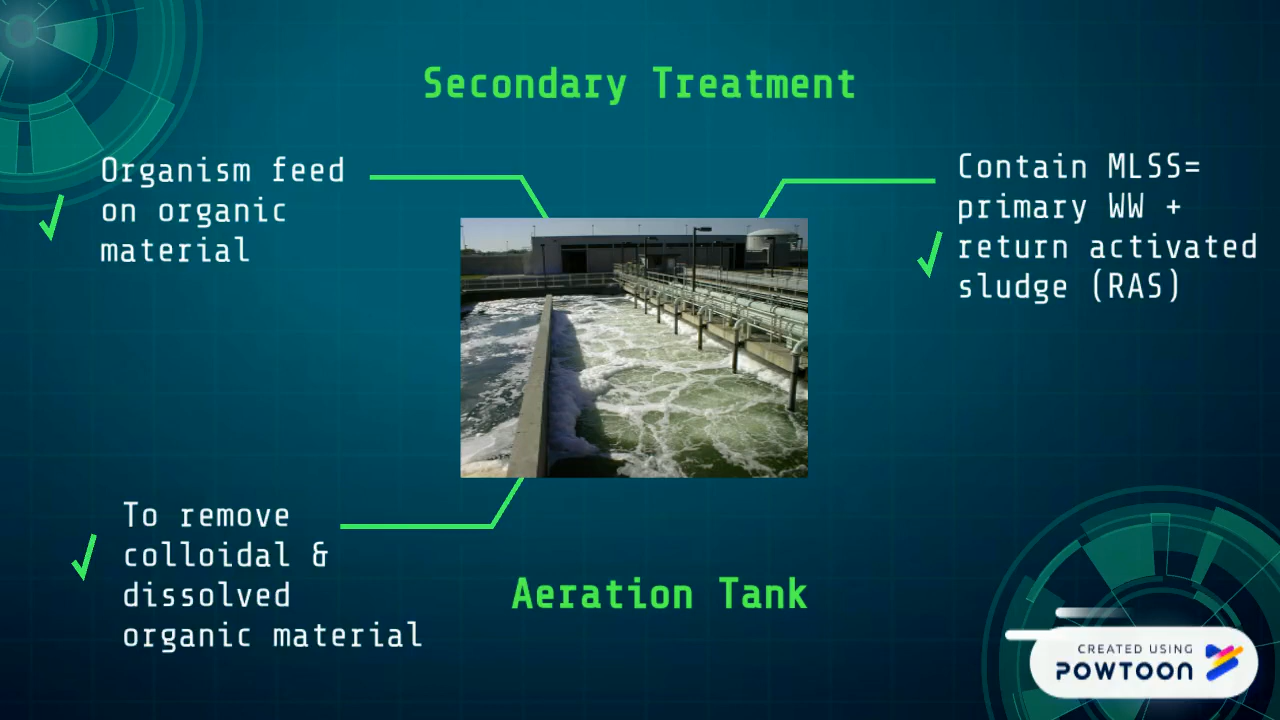 Secondary Treatment
Organism feed
on organic
material
Contain MLSS=
primary WW +
return activated
sludge (RAS)
To remove
colloidal &
dissolved
organic material
Aeration Tank
CREATED USING
POWTOON